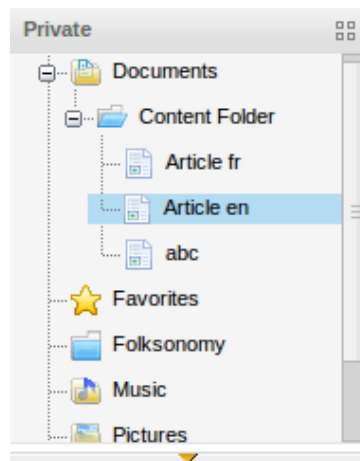 Private
Documents
Content Folder
Article fr
Article en
abc
Favorites
Folksonomy
Music
Pictures